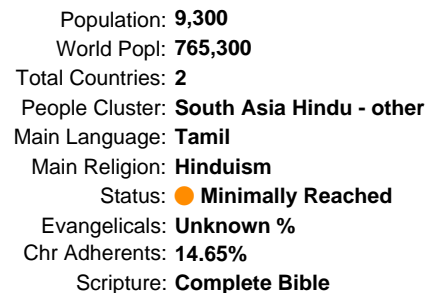 Population: 9,300
World Popl: 765,300
Total Countries: 2
People Cluster: South Asia Hindu - other
Main Language: Tamil
Main Religion: Hinduism
Status: Minimally Reached
Evangelicals: Unknown %
Chr Adherents: 14.65%
Scripture: Complete Bible